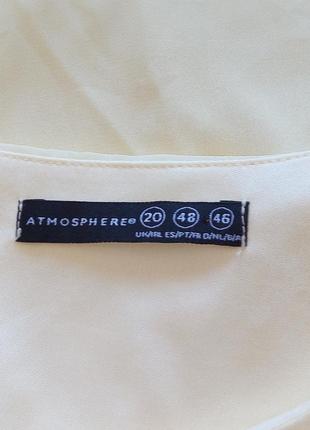 ATMOSPHERE® 20 48 46
UK/IRL ES/PT/FR D/NL/B/A